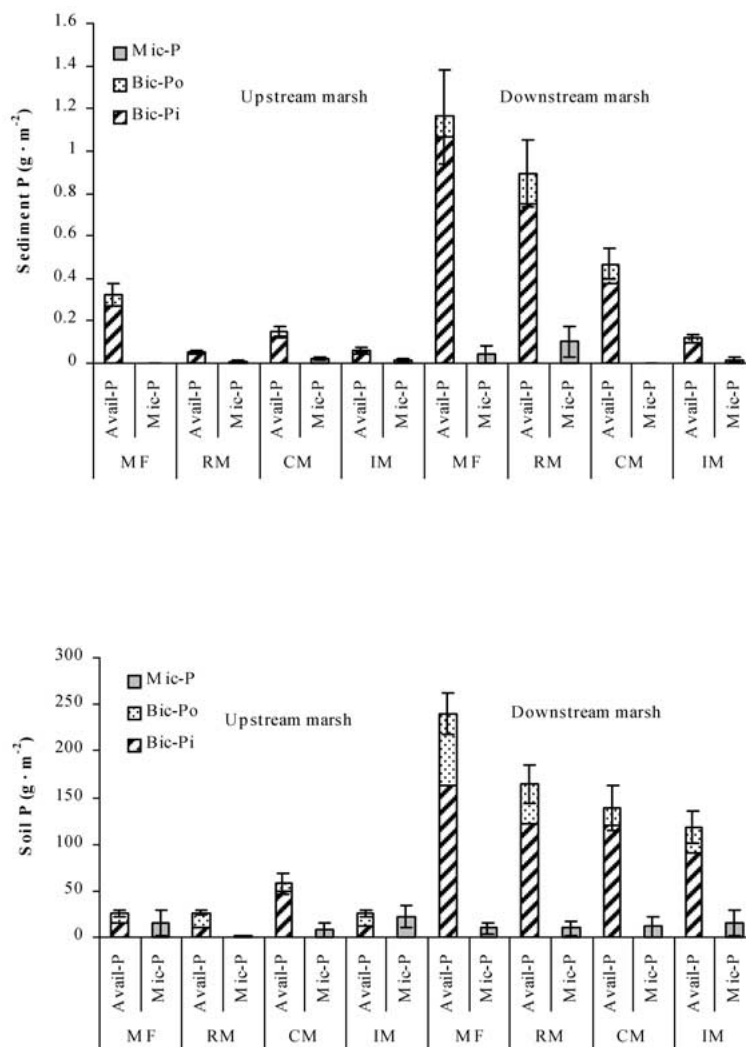 1.6
1.4
1.2
1
0.8
0.6
0.4
0.2
0
Sediment P (g · m⁻²)
Mic-P
Bic-Po
Bic-Pi
Upstream marsh
Downstream marsh
Avail-P Mic-P Avail-P Mic-P Avail-P Mic-P Avail-P Mic-P Avail-P Mic-P Avail-P Mic-P Avail-P Mic-P Avail-P Mic-P
MF RM CM IM MF RM CM IM
300
250
200
150
100
50
0
Soil P (g · m⁻²)
Mic-P
Bic-Po
Bic-Pi
Upstream marsh
Downstream marsh
Avail-P Mic-P Avail-P Mic-P Avail-P Mic-P Avail-P Mic-P Avail-P Mic-P Avail-P Mic-P Avail-P Mic-P Avail-P Mic-P
MF RM CM IM MF RM CM IM